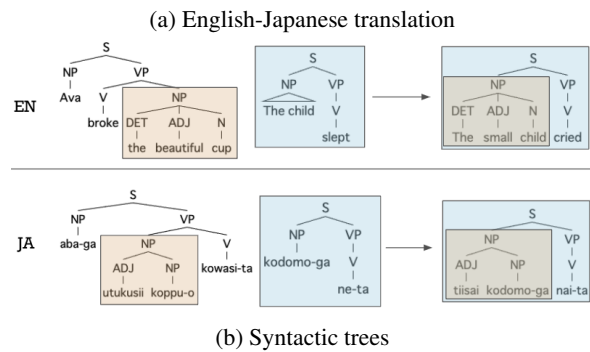 (a) English-Japanese translation
EN
S
NP VP
Ava V NP
broke DET ADJ N
the beautiful cup
S
NP VP
The child V
slept
S
NP VP
DET ADJ N V
The small child cried
JA
S
NP VP
aba-ga NP V
ADJ NP kowasi-ta
utukusii koppu-o
S
NP VP
kodomo-ga V
ne-ta
S
NP VP
ADJ NP V
tiisai kodomo-ga nai-ta
(b) Syntactic trees